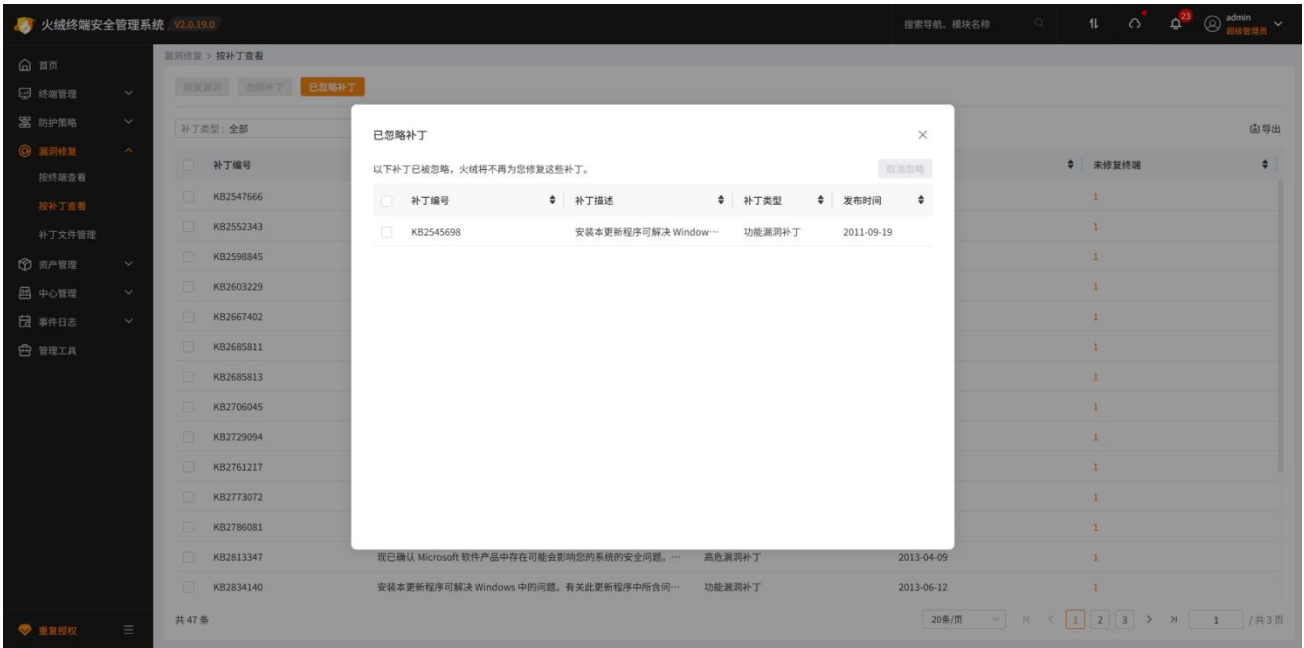 火绒终端安全管理系统 V2.0.19.0
搜索导航、模块名称
23
admin
超级管理员
首页
终端管理
防护策略
漏洞修复
按终端查看
按补丁查看
补丁文件管理
资产管理
中心管理
事件日志
管理工具
重复授权
漏洞修复 > 按补丁查看
修复漏洞 忽略补丁 已忽略补丁
补丁类型：全部
导出
补丁编号 未修复终端
KB2547666 1
KB2552343 1
KB2598845 1
KB2603229 1
KB2667402 1
KB2685811 1
KB2685813 1
KB2706045 1
KB2729094 1
KB2761217 1
KB2773072 1
KB2786081 1
KB2813347 现已确认 Microsoft 软件产品中存在可能会影响您的系统的安全问题。… 高危漏洞补丁 2013-04-09 1
KB2834140 安装本更新程序可解决 Windows 中的问题。有关此更新程序中所含问… 功能漏洞补丁 2013-06-12 1
共 47 条
20条/页 1 2 3 1 / 共 3 页
已忽略补丁
以下补丁已被忽略，火绒将不再为您修复这些补丁。
取消忽略
补丁编号 补丁描述 补丁类型 发布时间
KB2545698 安装本更新程序可解决 Window… 功能漏洞补丁 2011-09-19